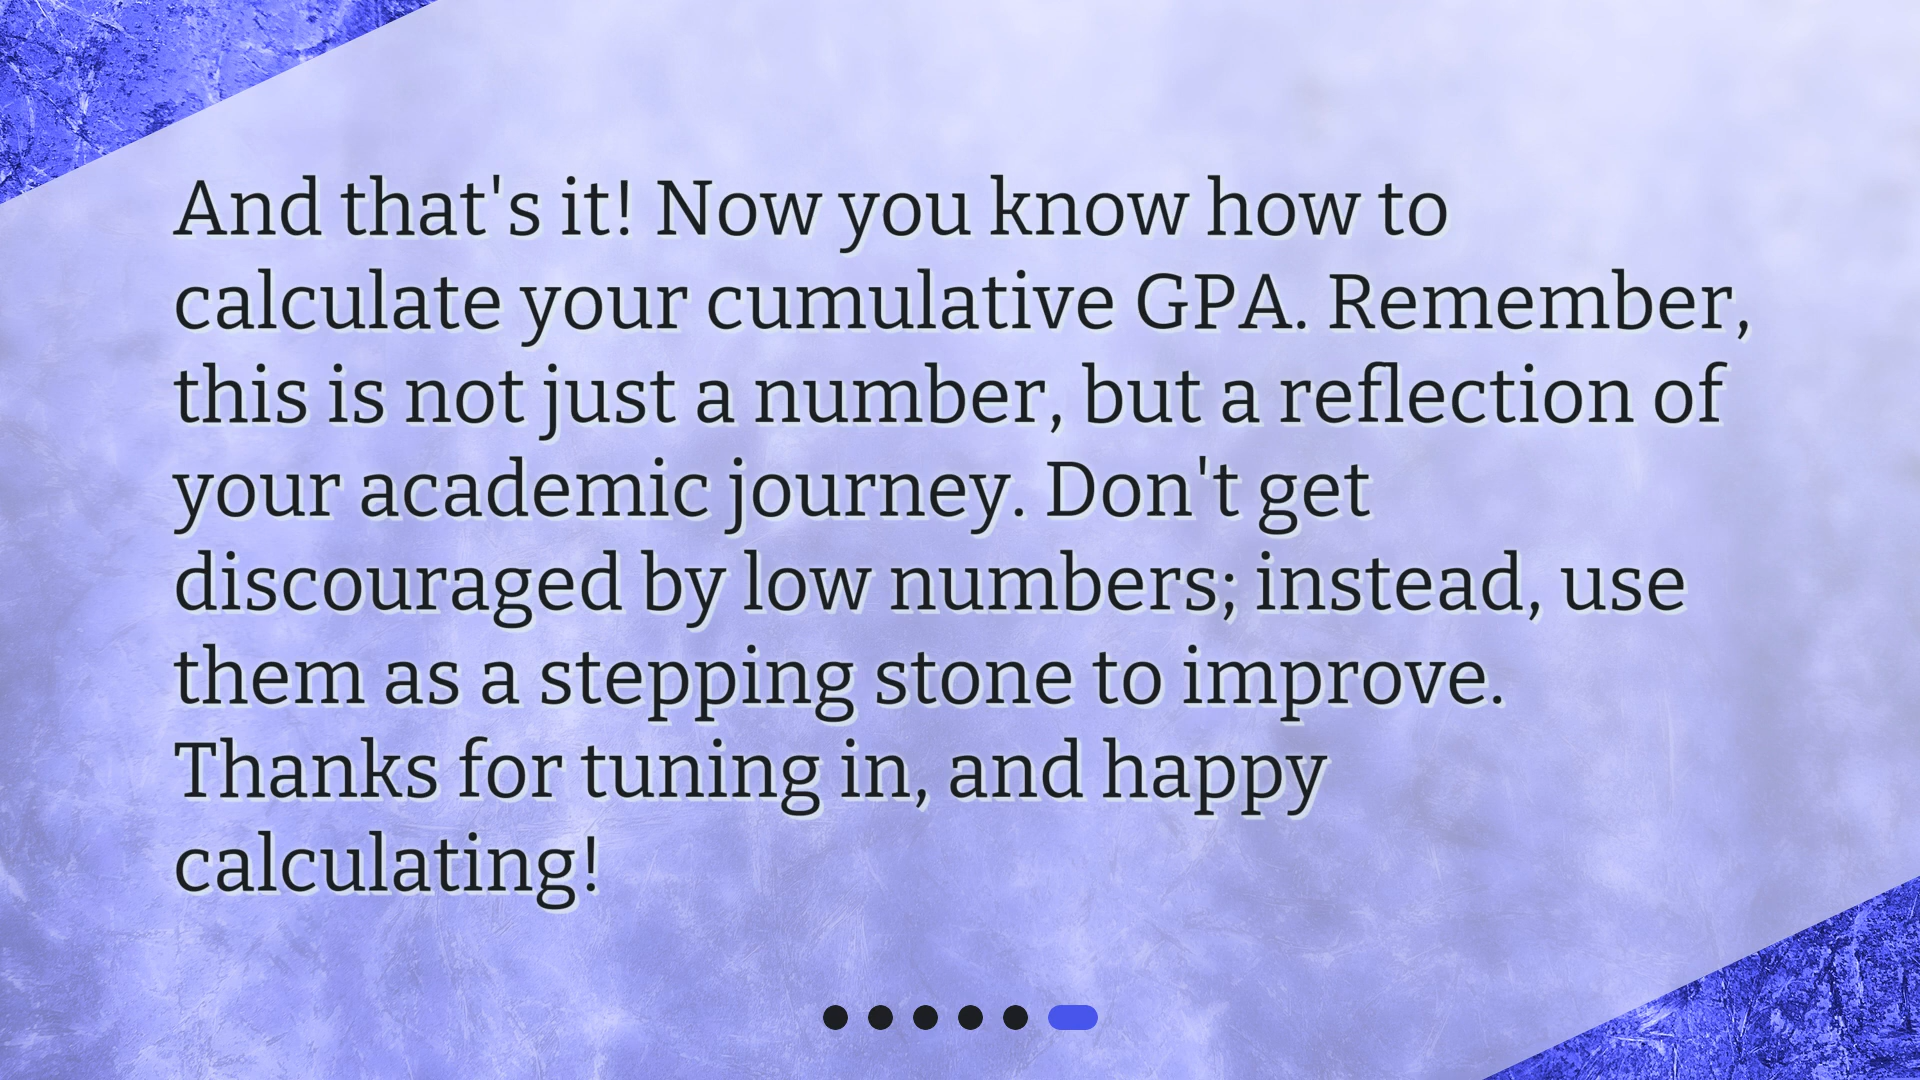 And that's it! Now you know how to
calculate your cumulative GPA. Remember,
this is not just a number, but a reflection of
your academic journey. Don't get
discouraged by low numbers; instead, use
them as a stepping stone to improve.
Thanks for tuning in, and happy
calculating!